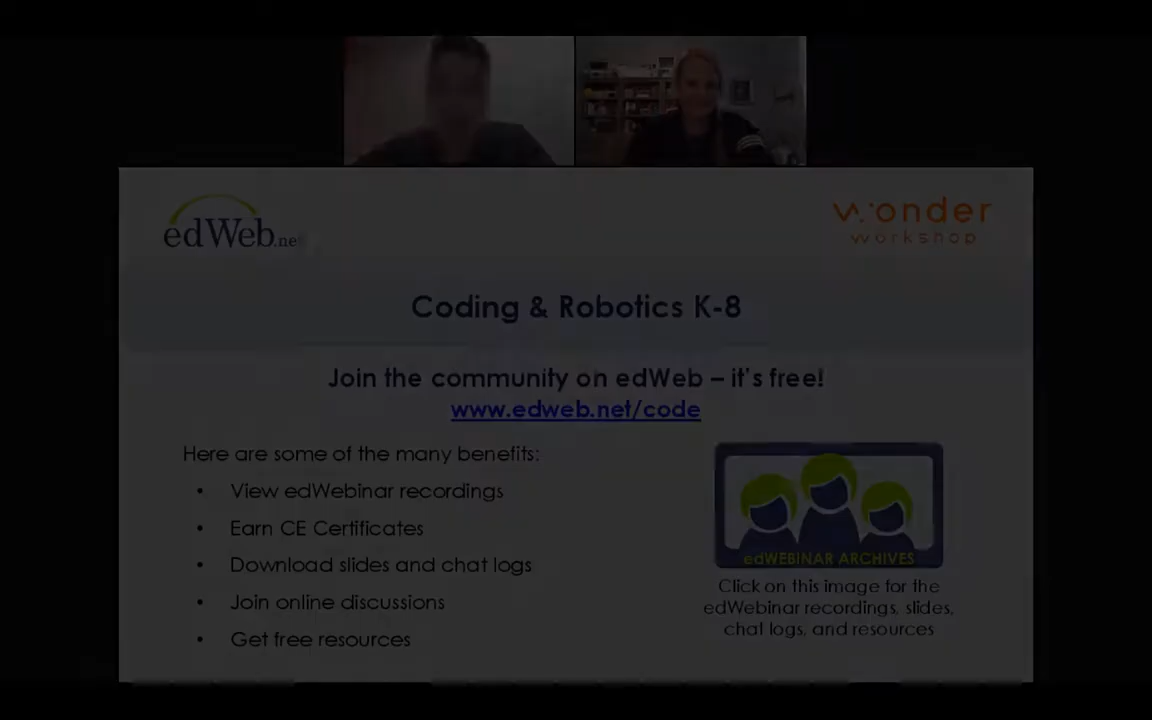 edWeb.net
wonder
workshop
Coding & Robotics K-8
Join the community on edWeb – it's free!
www.edweb.net/code
Here are some of the many benefits:
• View edWebinar recordings
• Earn CE Certificates
• Download slides and chat logs
• Join online discussions
• Get free resources
edWEBINAR ARCHIVES
Click on this image for the
edWebinar recordings, slides,
chat logs, and resources